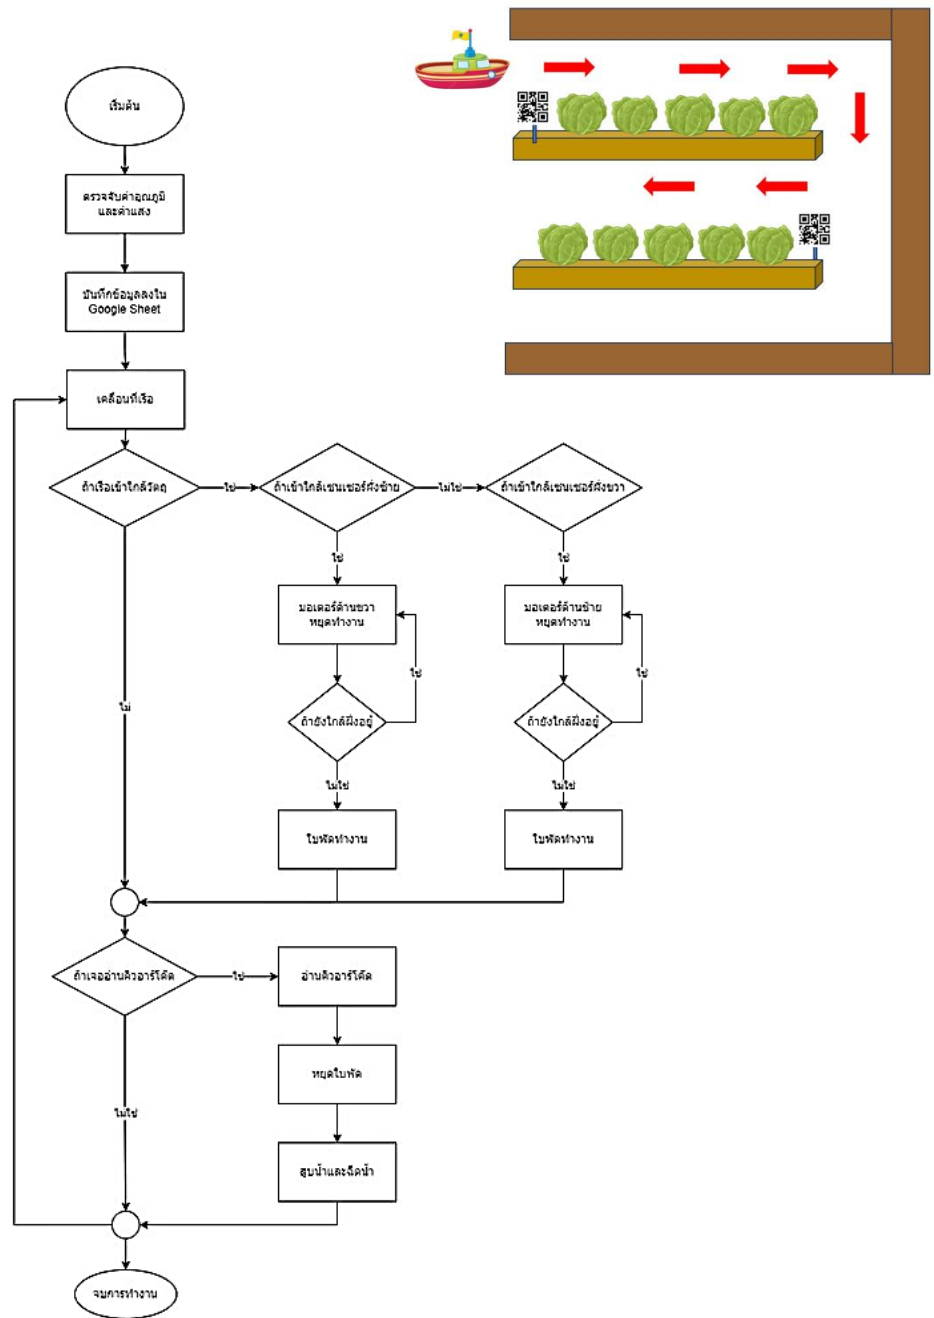 เริ่มต้น
ตรวจจับค่าอุณภูมิ
และค่าแสง
บันทึกข้อมูลลงใน
Google Sheet
เคลื่อนที่เรือ
ถ้าเรือเข้าใกล้วัตถุ
ใช่
ถ้าเข้าใกล้เซนเซอร์ฝั่งซ้าย
ไม่ใช่
ถ้าเข้าใกล้เซนเซอร์ฝั่งขวา
ใช่
ใช่
มอเตอร์ด้านขวา
หยุดทำงาน
มอเตอร์ด้านซ้าย
หยุดทำงาน
ใช่
ใช่
ไม่
ถ้ายังใกล้ฝั่งอยู่
ถ้ายังใกล้ฝั่งอยู่
ไม่ใช่
ไม่ใช่
ใบพัดทำงาน
ใบพัดทำงาน
ถ้าเจออ่านคิวอาร์โค้ด
ใช่
อ่านคิวอาร์โค้ด
หยุดใบพัด
ไม่ใช่
สูบน้ำและฉีดน้ำ
จบการทำงาน